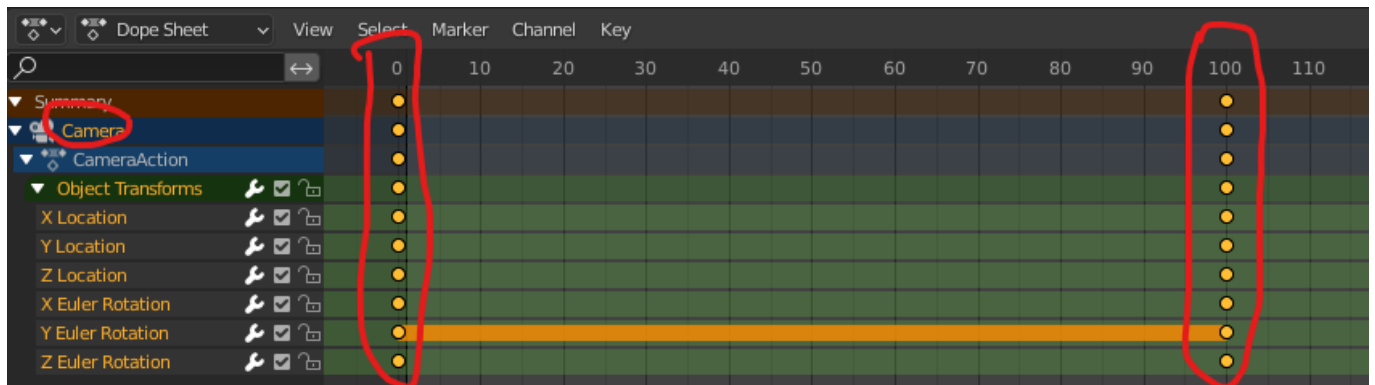 Dope Sheet View Select Marker Channel Key
0 10 20 30 40 50 60 70 80 90 100 110
Summary
Camera
CameraAction
Object Transforms
X Location
Y Location
Z Location
X Euler Rotation
Y Euler Rotation
Z Euler Rotation